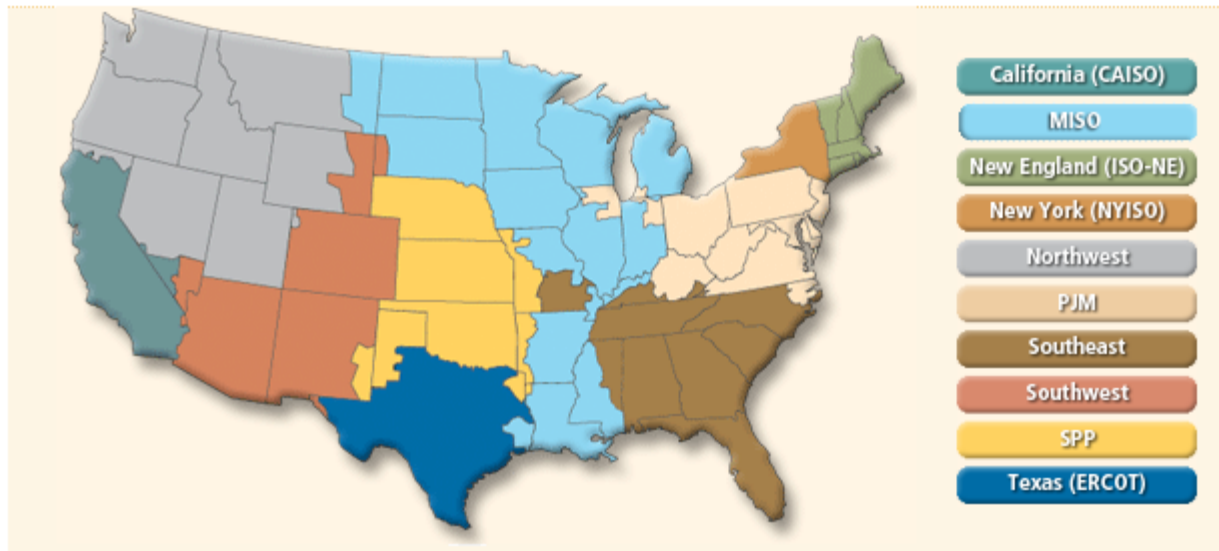 California (CAISO)
MISO
New England (ISO-NE)
New York (NYISO)
Northwest
PJM
Southeast
Southwest
SPP
Texas (ERCOT)